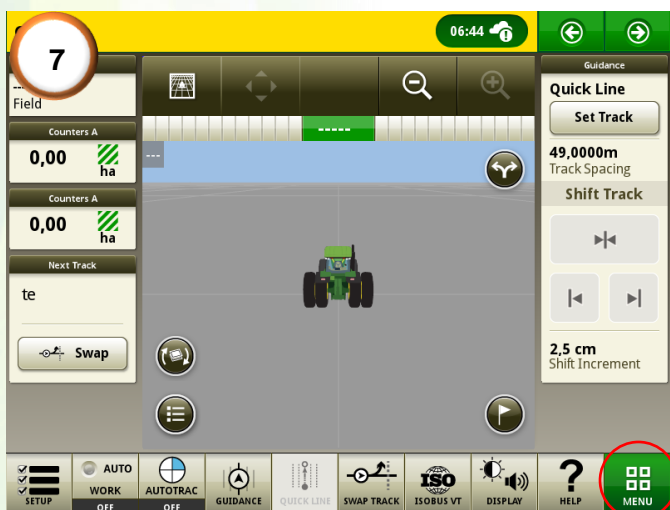 7
06:44
---
Field
Counters A
0,00
ha
Counters A
0,00
ha
Next Track
te
Swap
-----
---
Guidance
Quick Line
Set Track
49,0000m
Track Spacing
Shift Track
2,5 cm
Shift Increment
SETUP
AUTO
WORK
OFF
AUTOTRAC
OFF
GUIDANCE
QUICK LINE
SWAP TRACK
ISO
ISOBUS VT
DISPLAY
?
HELP
MENU